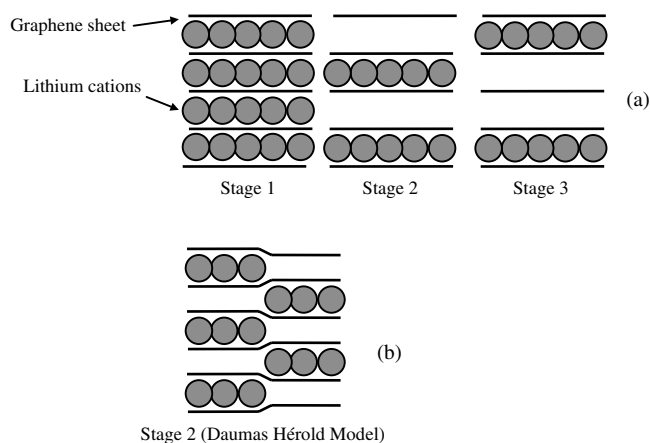 Graphene sheet
Lithium cations
(a)
Stage 1 Stage 2 Stage 3
(b)
Stage 2 (Daumas Hérold Model)